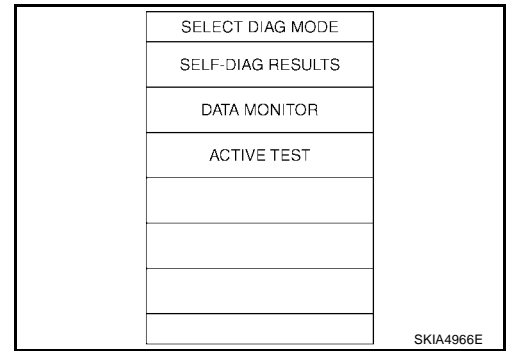 SELECT DIAG MODE
SELF-DIAG RESULTS
DATA MONITOR
ACTIVE TEST
SKIA4966E